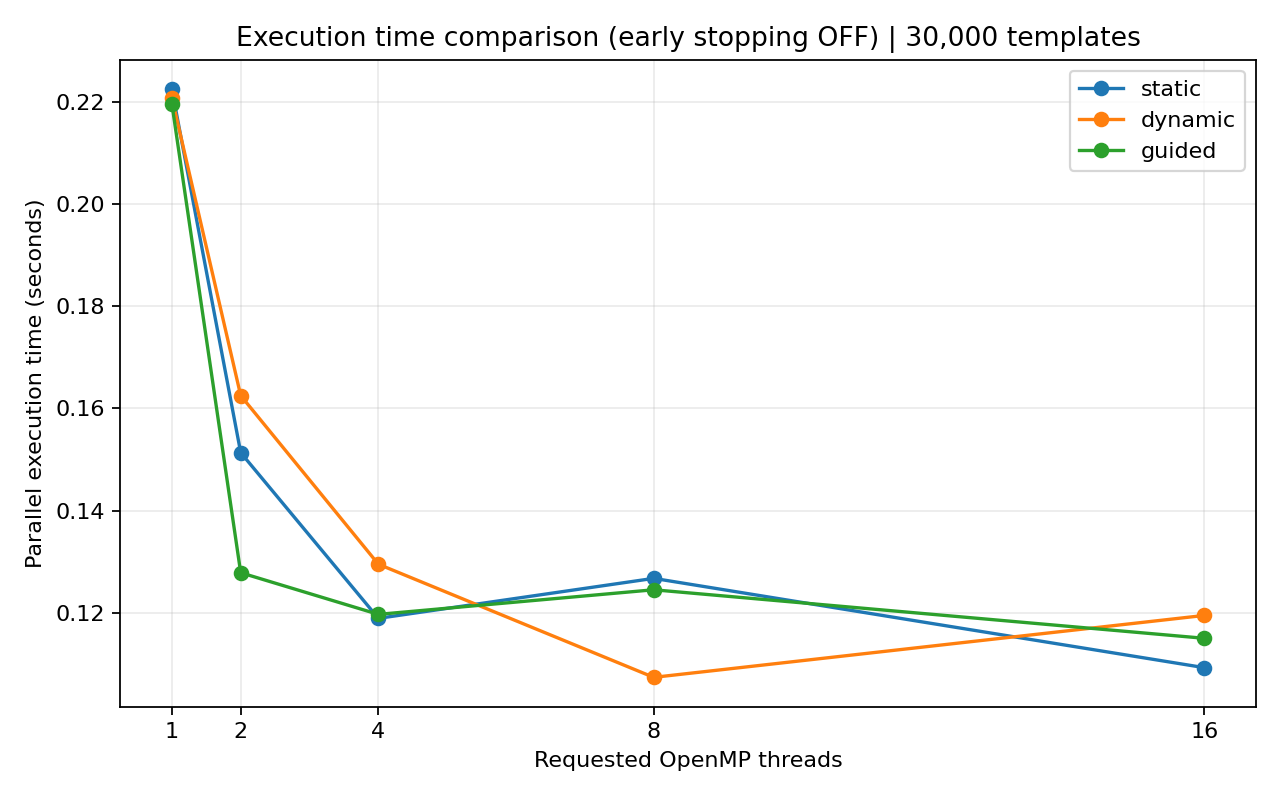 Execution time comparison (early stopping OFF) | 30,000 templates
static
dynamic
guided
Parallel execution time (seconds)
0.22
0.20
0.18
0.16
0.14
0.12
1 2 4 8 16
Requested OpenMP threads